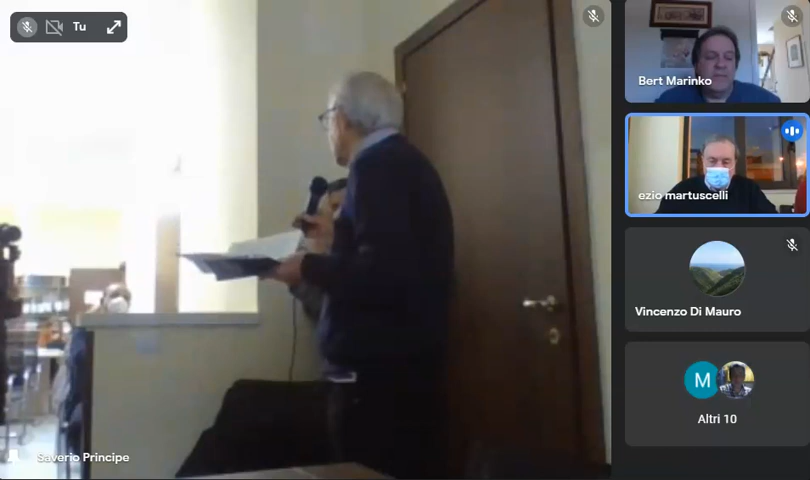 Tu
Saverio Principe
Bert Marinko
ezio martuscelli
Vincenzo Di Mauro
M
Altri 10